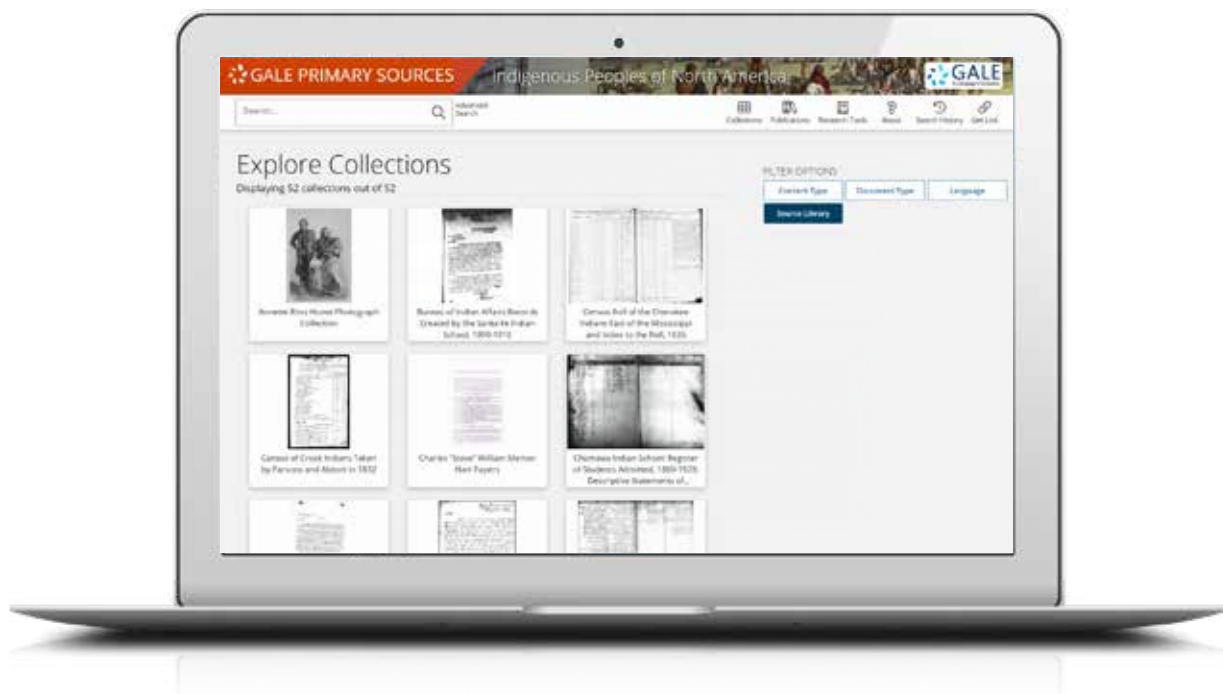 GALE PRIMARY SOURCES
Indigenous Peoples of North America
GALE
Search...
Advanced
Search
Collections
Publications
Research Tools
About
Search History
Get Link
Explore Collections
Displaying 52 collections out of 52
FILTER OPTIONS
Content Type
Document Type
Language
Source Library
Annette Ross Hume Photograph
Collection
Bureau of Indian Affairs Records
Created by the Santa Fe Indian
School, 1890-1918
Census Roll of the Cherokee
Indians East of the Mississippi
and Index to the Roll, 1835
Census of Creek Indians Taken
by Parsons and Abbott in 1832
Charles "Steve" William
Papers
Chemawa Indian School Register
of Students Admitted, 1880-1928;
Descriptive Statements of...